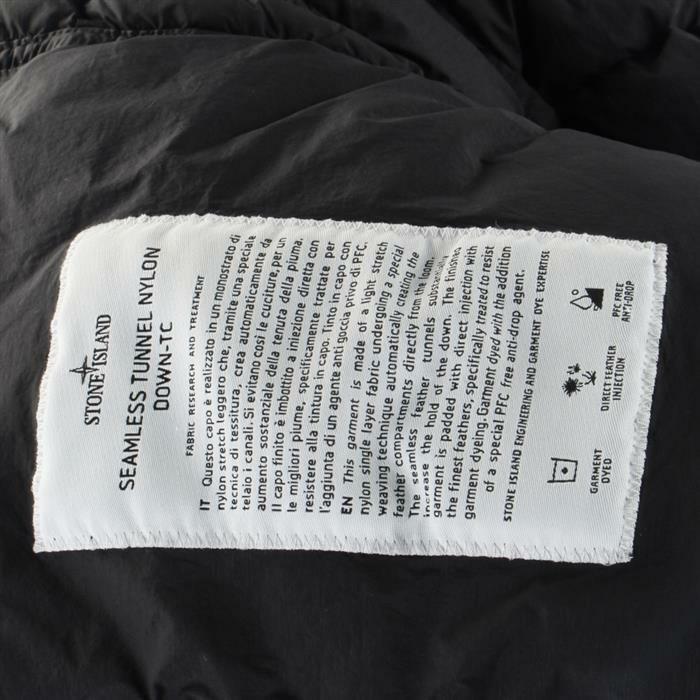 STONE ISLAND
SEAMLESS TUNNEL NYLON
DOWN-TC
FABRIC RESEARCH AND TREATMENT
IT Questo capo è realizzato in un monostrato di
nylon stretch leggero che, tramite una speciale
tecnica di tessitura, crea automaticamente da
telaio i canali. Si evitano così le cuciture, per un
aumento sostanziale della tenuta della piuma.
Il capo finito è imbottito a iniezione diretta con
le migliori piume, specificamente trattate per
resistere alla tintura in capo. Tinto in capo con
l'aggiunta di un agente anti goccia privo di PFC.
EN This garment is made of a light stretch
nylon single layer fabric undergoing a special
weaving technique automatically creating the
feather compartments directly from the loom.
The seamless feather tunnels substantially
increase the hold of the down. The finished
garment is padded with direct injection with
the finest feathers, specifically treated to resist
garment dyeing. Garment dyed with the addition
of a special PFC free anti-drop agent.
STONE ISLAND ENGINEERING AND GARMENT DYE EXPERTISE
GARMENT
DYED
DIRECT FEATHER
INJECTION
PFC FREE
ANTI-DROP